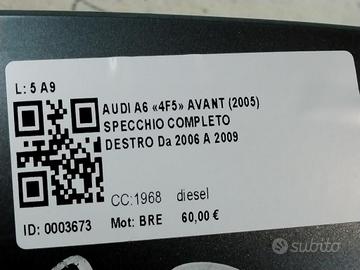 L: 5 A9
AUDI A6 «4F5» AVANT (2005)
SPECCHIO COMPLETO
DESTRO Da 2006 A 2009
CC:1968 diesel
ID: 0003673 Mot: BRE 60,00 €
subito